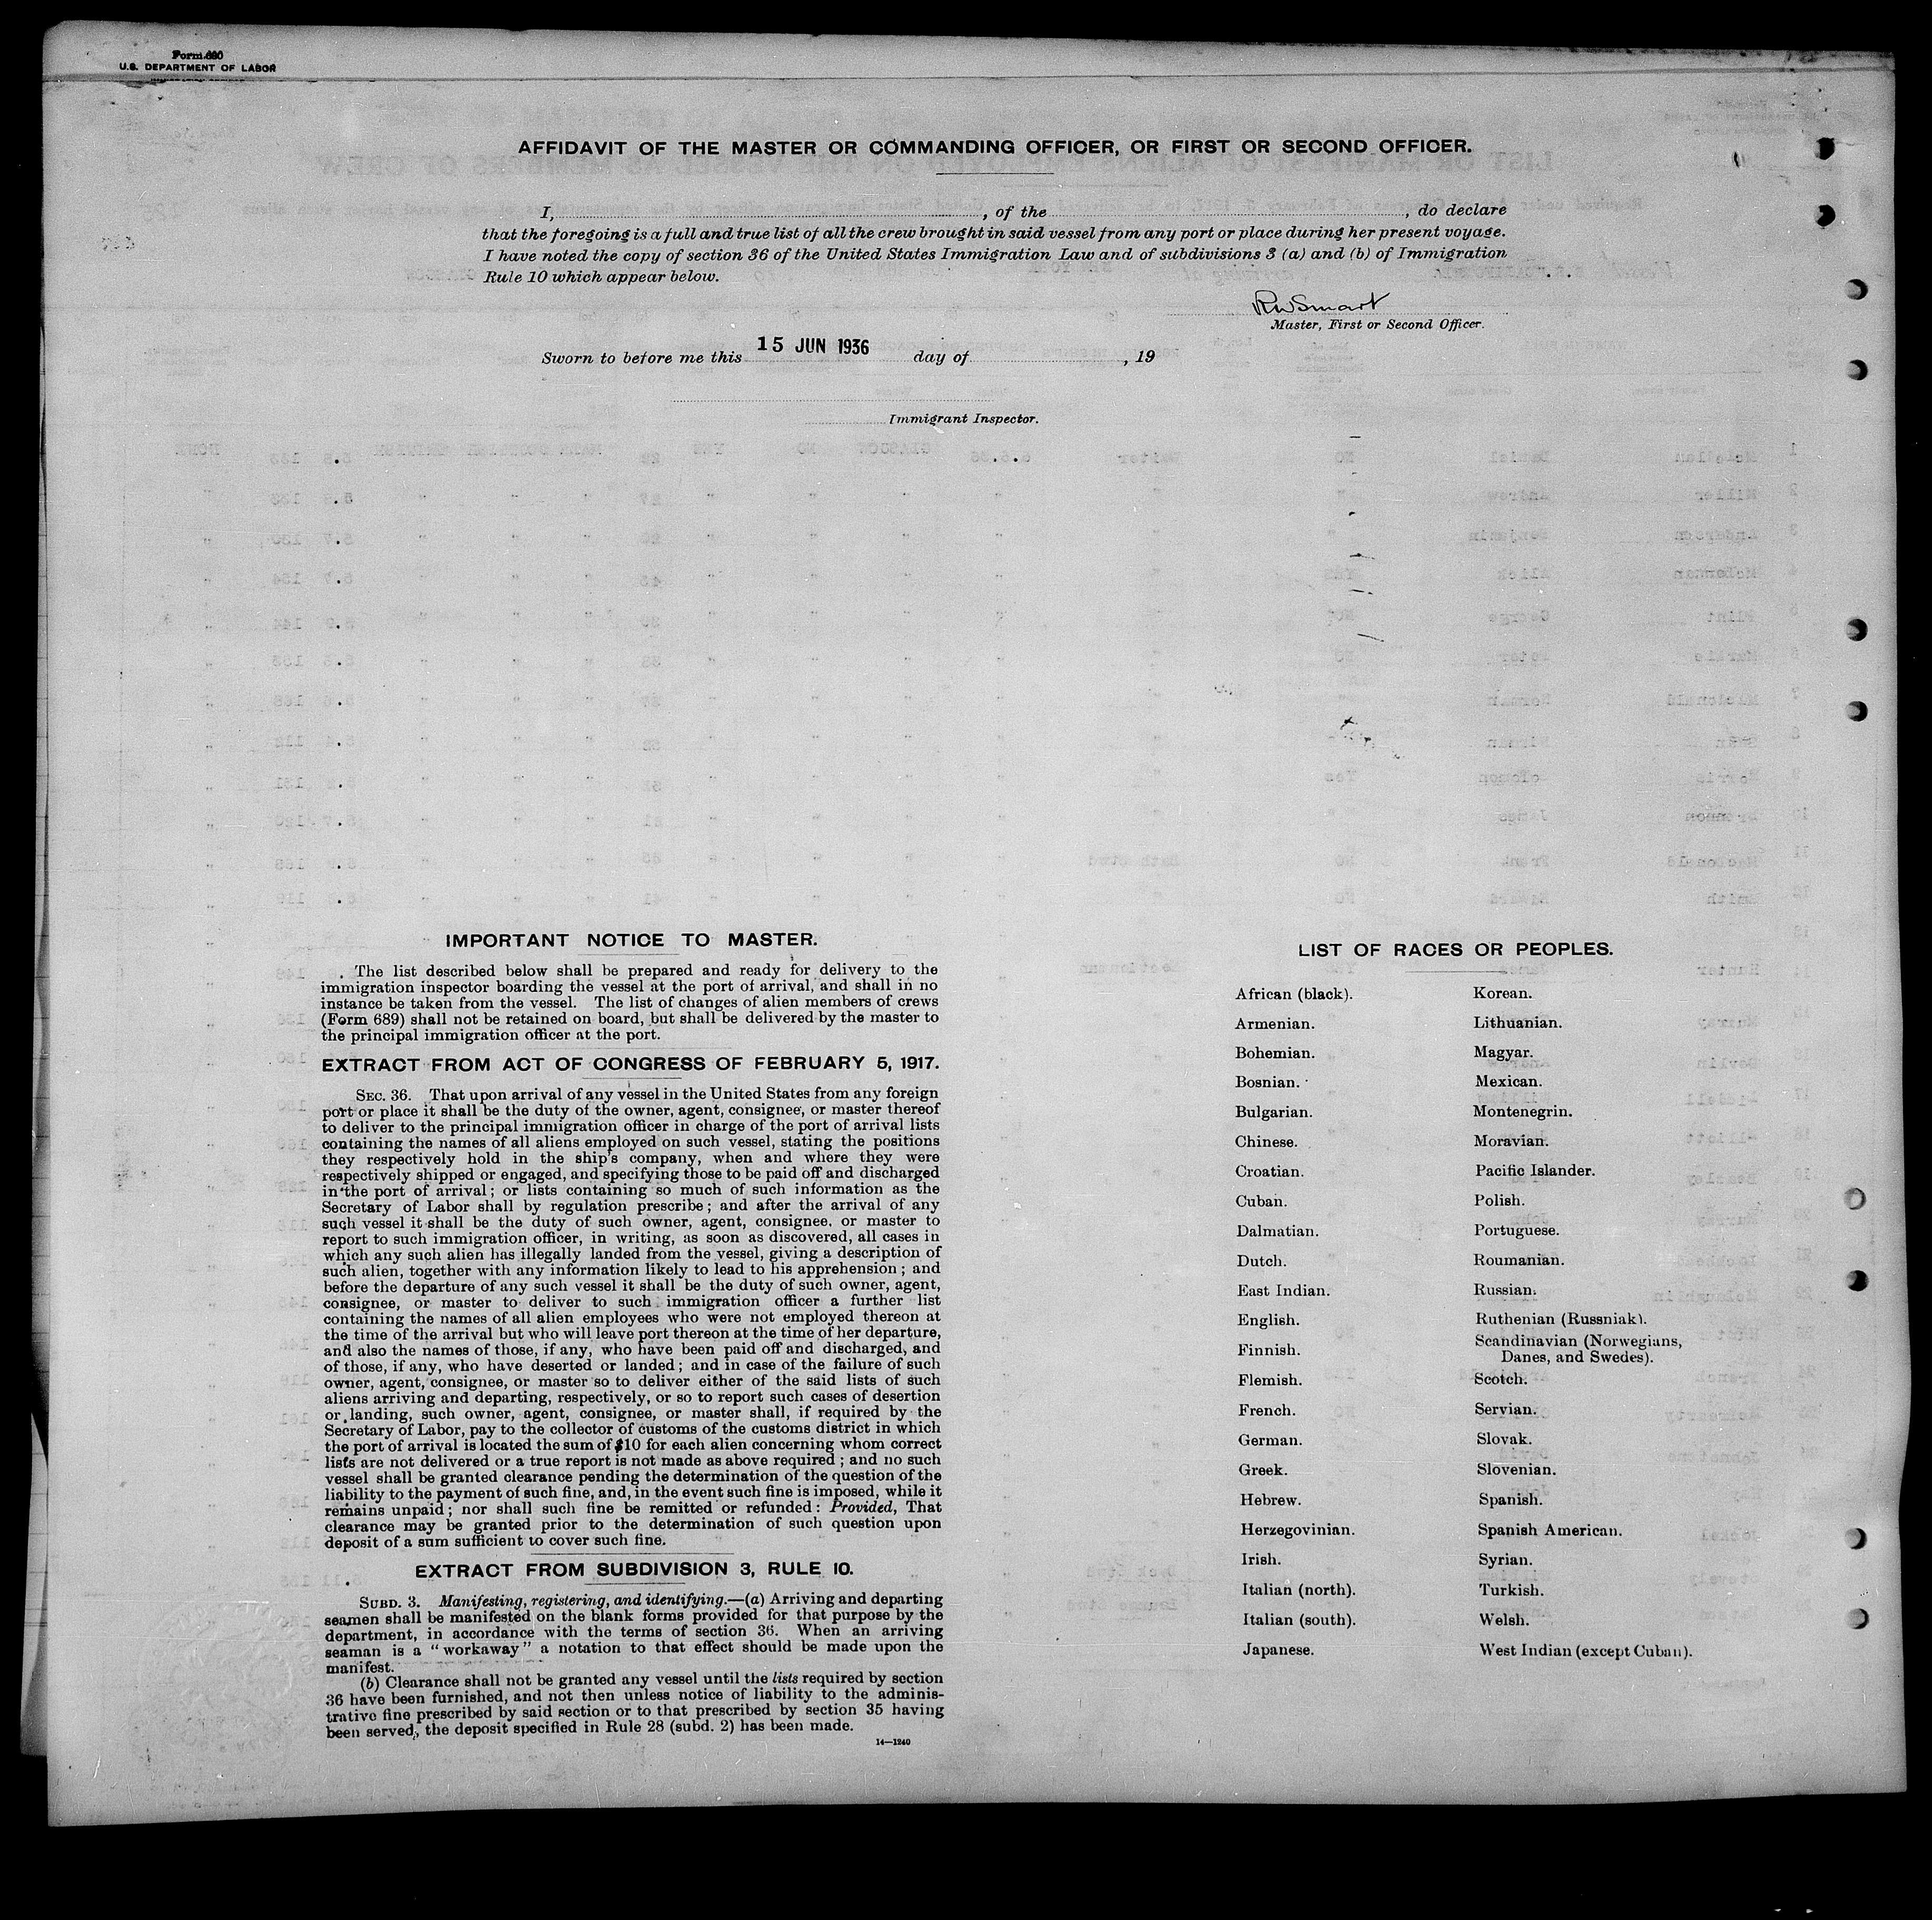 Form 690
U.S. DEPARTMENT OF LABOR
AFFIDAVIT OF THE MASTER OR COMMANDING OFFICER, OR FIRST OR SECOND OFFICER.
I, , of the , do declare
that the foregoing is a full and true list of all the crew brought in said vessel from any port or place during her present voyage.
I have noted the copy of section 36 of the United States Immigration Law and of subdivisions 3 (a) and (b) of Immigration
Rule 10 which appear below.
RWSmart
Master, First or Second Officer.
Sworn to before me this 15 JUN 1936 day of , 19
Immigrant Inspector.
IMPORTANT NOTICE TO MASTER.
The list described below shall be prepared and ready for delivery to the
immigration inspector boarding the vessel at the port of arrival, and shall in no
instance be taken from the vessel. The list of changes of alien members of crews
(Form 689) shall not be retained on board, but shall be delivered by the master to
the principal immigration officer at the port.
EXTRACT FROM ACT OF CONGRESS OF FEBRUARY 5, 1917.
SEC. 36. That upon arrival of any vessel in the United States from any foreign
port or place it shall be the duty of the owner, agent, consignee, or master thereof
to deliver to the principal immigration officer in charge of the port of arrival lists
containing the names of all aliens employed on such vessel, stating the positions
they respectively hold in the ship's company, when and where they were
respectively shipped or engaged, and specifying those to be paid off and discharged
in the port of arrival; or lists containing so much of such information as the
Secretary of Labor shall by regulation prescribe; and after the arrival of any
such vessel it shall be the duty of such owner, agent, consignee, or master to
report to such immigration officer, in writing, as soon as discovered, all cases in
which any such alien has illegally landed from the vessel, giving a description of
such alien, together with any information likely to lead to his apprehension; and
before the departure of any such vessel it shall be the duty of such owner, agent,
consignee, or master to deliver to such immigration officer a further list
containing the names of all alien employees who were not employed thereon at
the time of the arrival but who will leave port thereon at the time of her departure,
and also the names of those, if any, who have been paid off and discharged, and
of those, if any, who have deserted or landed; and in case of the failure of such
owner, agent, consignee, or master so to deliver either of the said lists of such
aliens arriving and departing, respectively, or so to report such cases of desertion
or landing, such owner, agent, consignee, or master shall, if required by the
Secretary of Labor, pay to the collector of customs of the customs district in which
the port of arrival is located the sum of $10 for each alien concerning whom correct
lists are not delivered or a true report is not made as above required; and no such
vessel shall be granted clearance pending the determination of the question of the
liability to the payment of such fine, and, in the event such fine is imposed, while it
remains unpaid; nor shall such fine be remitted or refunded: Provided, That
clearance may be granted prior to the determination of such question upon
deposit of a sum sufficient to cover such fine.
EXTRACT FROM SUBDIVISION 3, RULE 10.
SUBD. 3. Manifesting, registering, and identifying.—(a) Arriving and departing
seamen shall be manifested on the blank forms provided for that purpose by the
department, in accordance with the terms of section 36. When an arriving
seaman is a "workaway" a notation to that effect should be made upon the
manifest.
(b) Clearance shall not be granted any vessel until the lists required by section
36 have been furnished, and not then unless notice of liability to the adminis-
trative fine prescribed by said section or to that prescribed by section 35 having
been served, the deposit specified in Rule 28 (subd. 2) has been made.
14—1240
LIST OF RACES OR PEOPLES.
African (black).
Armenian.
Bohemian.
Bosnian.
Bulgarian.
Chinese.
Croatian.
Cuban.
Dalmatian.
Dutch.
East Indian.
English.
Finnish.
Flemish.
French.
German.
Greek.
Hebrew.
Herzegovinian.
Irish.
Italian (north).
Italian (south).
Japanese.
Korean.
Lithuanian.
Magyar.
Mexican.
Montenegrin.
Moravian.
Pacific Islander.
Polish.
Portuguese.
Roumanian.
Russian.
Ruthenian (Russniak).
Scandinavian (Norwegians,
Danes, and Swedes).
Scotch.
Servian.
Slovak.
Slovenian.
Spanish.
Spanish American.
Syrian.
Turkish.
Welsh.
West Indian (except Cuban).